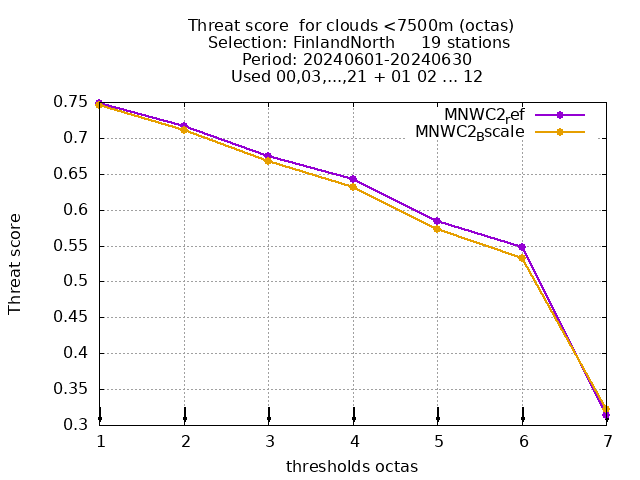 Threat score  for clouds <7500m (octas)
Selection: FinlandNorth     19 stations
Period: 20240601-20240630
Used 00,03,...,21 + 01 02 ... 12
MNWC2ref
MNWC2Bscale
0.75
0.7
0.65
0.6
0.55
0.5
0.45
0.4
0.35
0.3
Threat score
1 2 3 4 5 6 7
thresholds octas